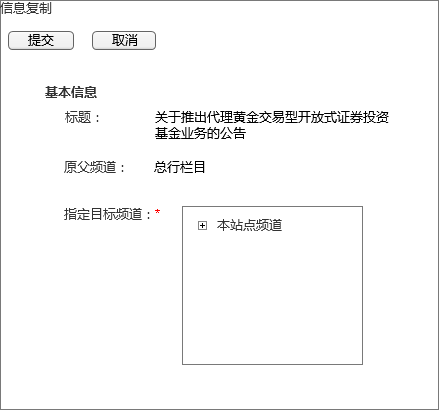 信息复制
提交 取消
基本信息
标题： 关于推出代理黄金交易型开放式证券投资
基金业务的公告
原父频道： 总行栏目
指定目标频道：*
本站点频道